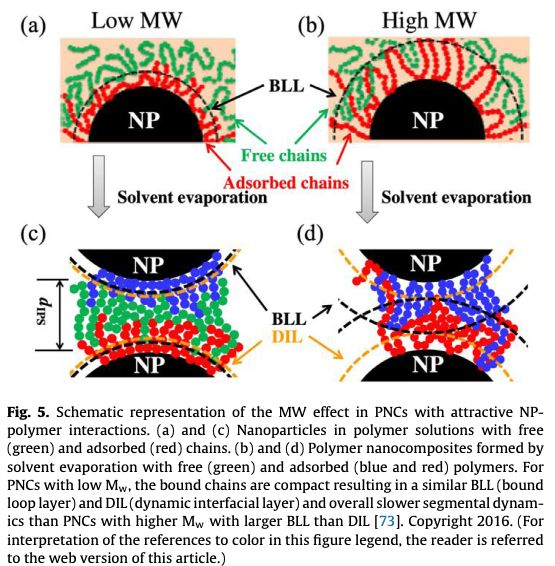 Low MW
High MW
(a)
(b)
BLL
NP
NP
Free chains
Adsorbed chains
Solvent evaporation
Solvent evaporation
(c)
(d)
NP
NP
dIPS
BLL
DIL
NP
NP
Fig. 5. Schematic representation of the MW effect in PNCs with attractive NP-
polymer interactions. (a) and (c) Nanoparticles in polymer solutions with free
(green) and adsorbed (red) chains. (b) and (d) Polymer nanocomposites formed by
solvent evaporation with free (green) and adsorbed (blue and red) polymers. For
PNCs with low Mw, the bound chains are compact resulting in a similar BLL (bound
loop layer) and DIL (dynamic interfacial layer) and overall slower segmental dynam-
ics than PNCs with higher Mw with larger BLL than DIL [73]. Copyright 2016. (For
interpretation of the references to color in this figure legend, the reader is referred
to the web version of this article.)